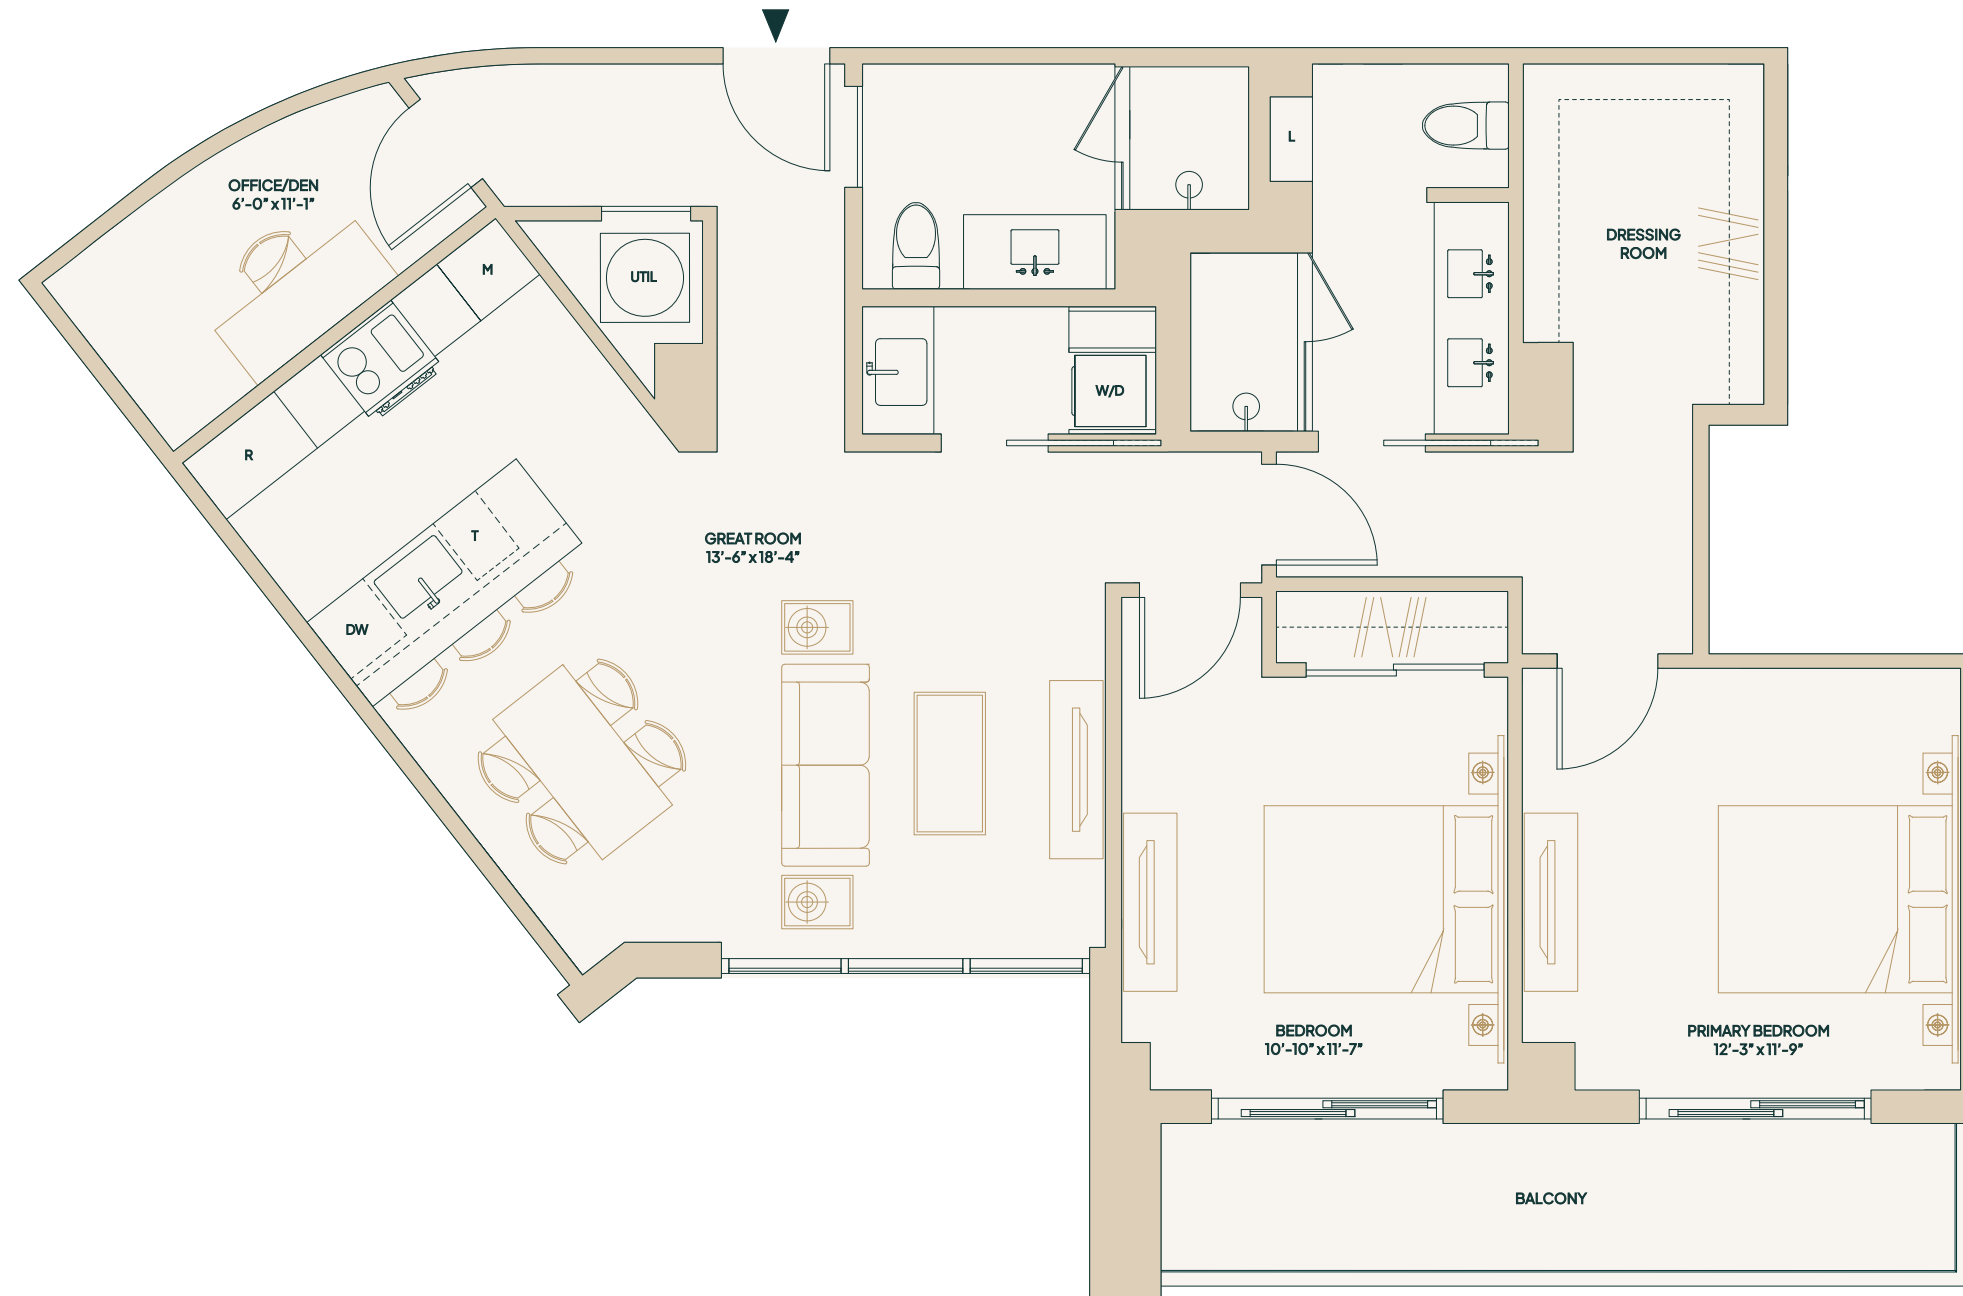 L
OFFICE/DEN
6'-0" x 11'-1"
DRESSING
ROOM
M
UTIL
W/D
R
T
GREAT ROOM
13'-6" x 18'-4"
DW
BEDROOM
10'-10" x 11'-7"
PRIMARY BEDROOM
12'-3" x 11'-9"
BALCONY